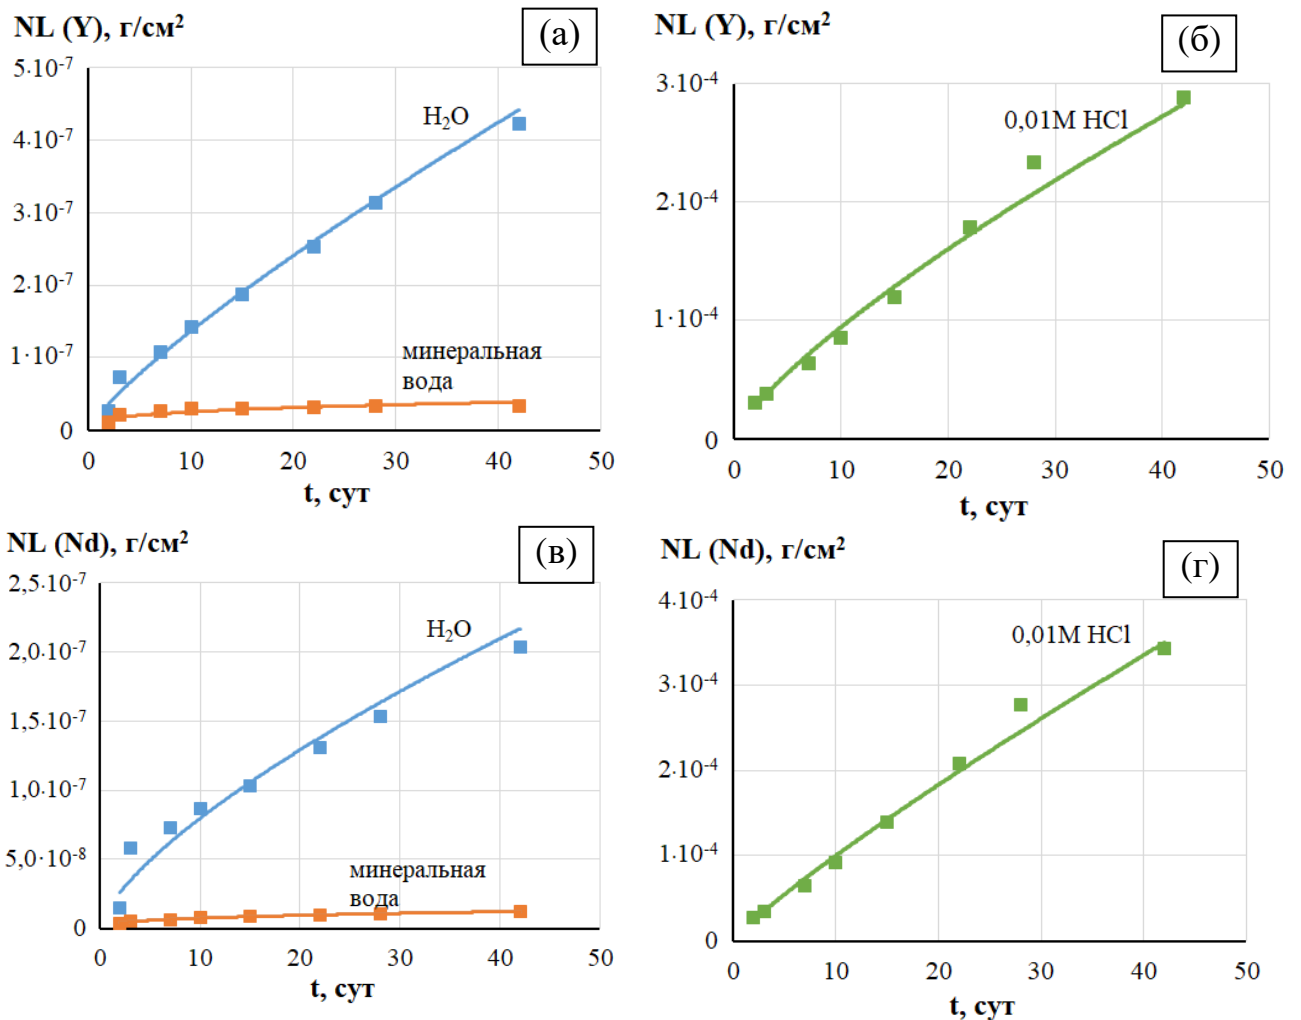 NL (Y), г/см²
(а)
5·10⁻⁷
4·10⁻⁷
3·10⁻⁷
2·10⁻⁷
1·10⁻⁷
0
H₂O
минеральная
вода
0 10 20 30 40 50
t, сут
NL (Y), г/см²
(б)
3·10⁻⁴
2·10⁻⁴
1·10⁻⁴
0
0,01М HCl
0 10 20 30 40 50
t, сут
NL (Nd), г/см²
(в)
2,5·10⁻⁷
2,0·10⁻⁷
1,5·10⁻⁷
1,0·10⁻⁷
5,0·10⁻⁸
0
H₂O
минеральная
вода
0 10 20 30 40 50
t, сут
NL (Nd), г/см²
(г)
4·10⁻⁴
3·10⁻⁴
2·10⁻⁴
1·10⁻⁴
0
0,01М HCl
0 10 20 30 40 50
t, сут